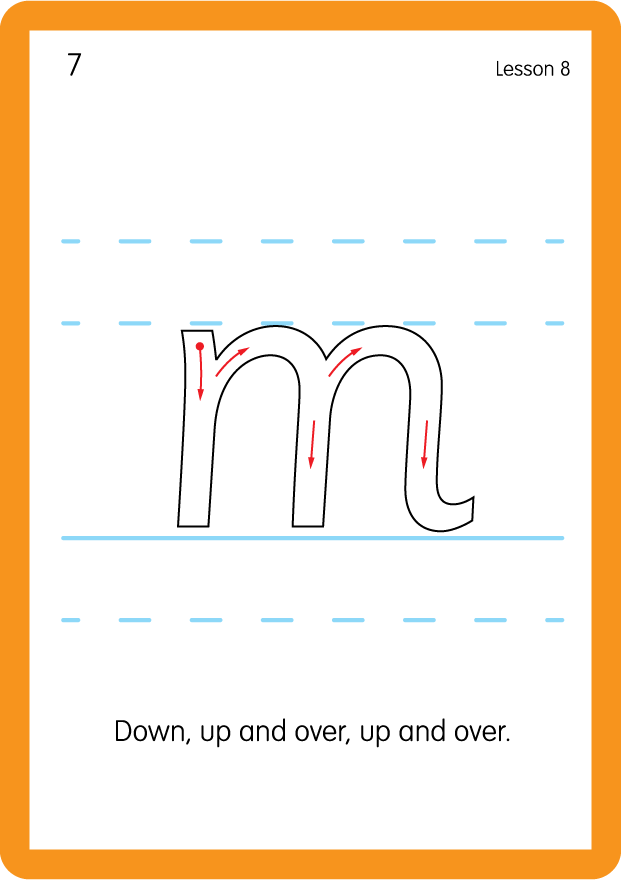 7
Lesson 8
m
Down, up and over, up and over.